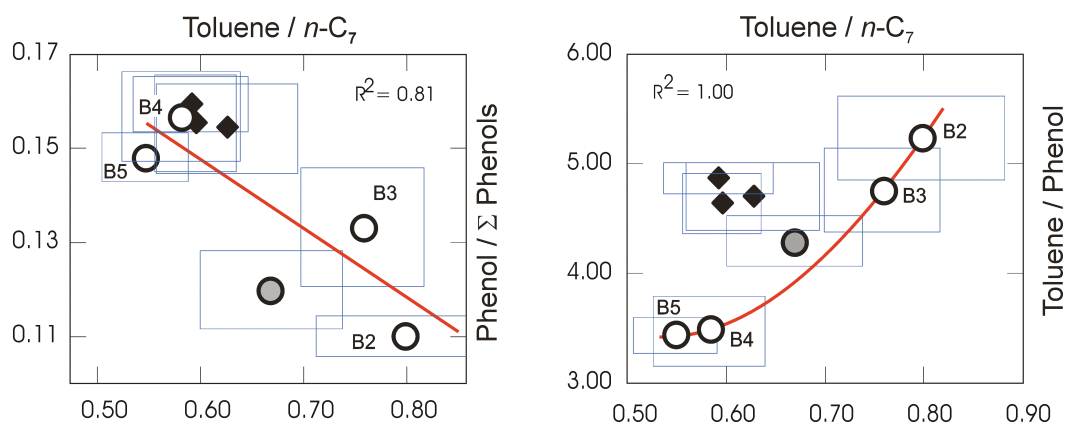 Toluene / n-C7
0.17
0.15
0.13
0.11
R2 = 0.81
B4
B5
B3
B2
Phenol / Σ Phenols
0.50 0.60 0.70 0.80
Toluene / n-C7
6.00
5.00
4.00
3.00
R2 = 1.00
B2
B3
B5
B4
Toluene / Phenol
0.50 0.60 0.70 0.80 0.90